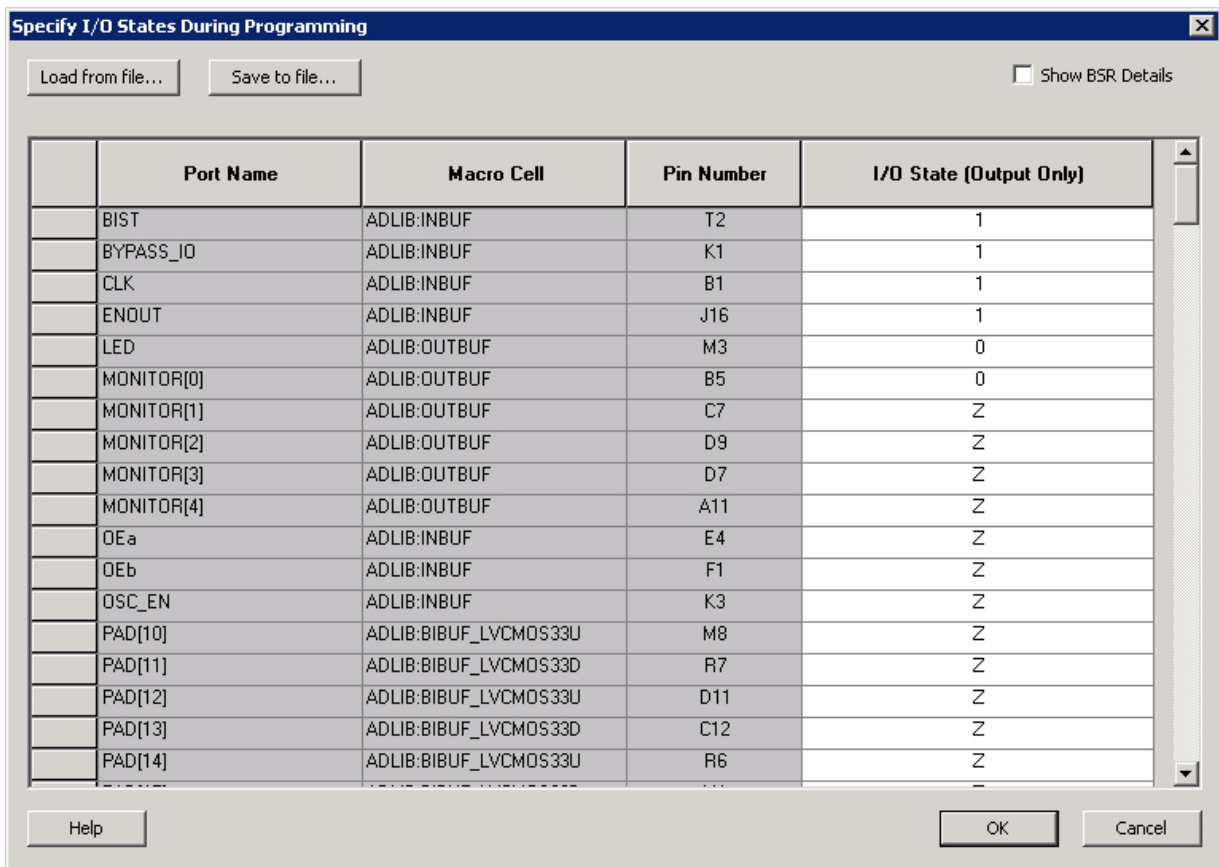 Specify I/O States During Programming
Load from file... Save to file... Show BSR Details
Port Name Macro Cell Pin Number I/O State (Output Only)
BIST ADLIB:INBUF T2 1
BYPASS_IO ADLIB:INBUF K1 1
CLK ADLIB:INBUF B1 1
ENOUT ADLIB:INBUF J16 1
LED ADLIB:OUTBUF M3 0
MONITOR[0] ADLIB:OUTBUF B5 0
MONITOR[1] ADLIB:OUTBUF C7 Z
MONITOR[2] ADLIB:OUTBUF D9 Z
MONITOR[3] ADLIB:OUTBUF D7 Z
MONITOR[4] ADLIB:OUTBUF A11 Z
OEa ADLIB:INBUF E4 Z
OEb ADLIB:INBUF F1 Z
OSC_EN ADLIB:INBUF K3 Z
PAD[10] ADLIB:BIBUF_LVCMOS33U M8 Z
PAD[11] ADLIB:BIBUF_LVCMOS33D R7 Z
PAD[12] ADLIB:BIBUF_LVCMOS33U D11 Z
PAD[13] ADLIB:BIBUF_LVCMOS33D C12 Z
PAD[14] ADLIB:BIBUF_LVCMOS33U R6 Z
Help OK Cancel